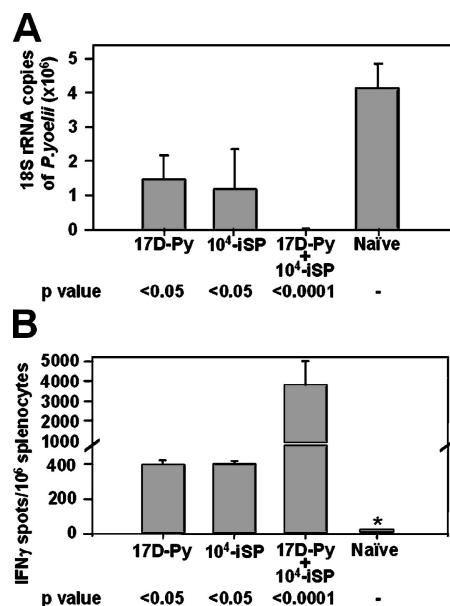 A
18S rRNA copies
of P.yoelii (x10⁶)
5
4
3
2
1
0
17D-Py 10⁴-iSP 17D-Py + 10⁴-iSP Naïve
p value <0.05 <0.05 <0.0001 -
B
IFNγ spots/10⁶ splenocytes
5000
4000
3000
2000
1000
400
200
0
*
17D-Py 10⁴-iSP 17D-Py + 10⁴-iSP Naïve
p value <0.05 <0.05 <0.0001 -